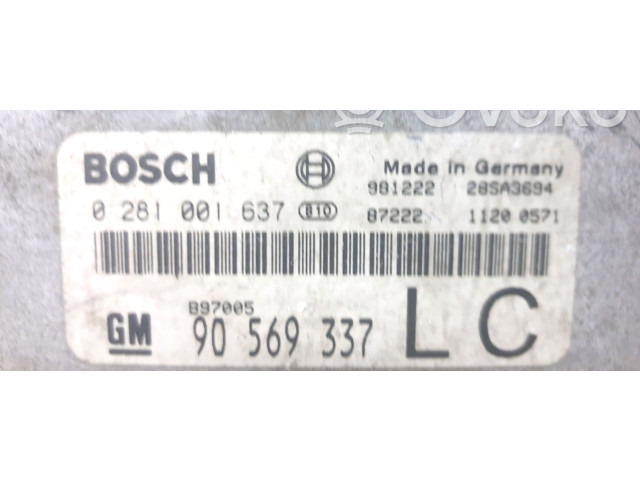 Ovoko
BOSCH
Made in Germany
981222 28SA3694
0 281 001 637 810 87222 1120 0571
B97005
GM 90 569 337 LC